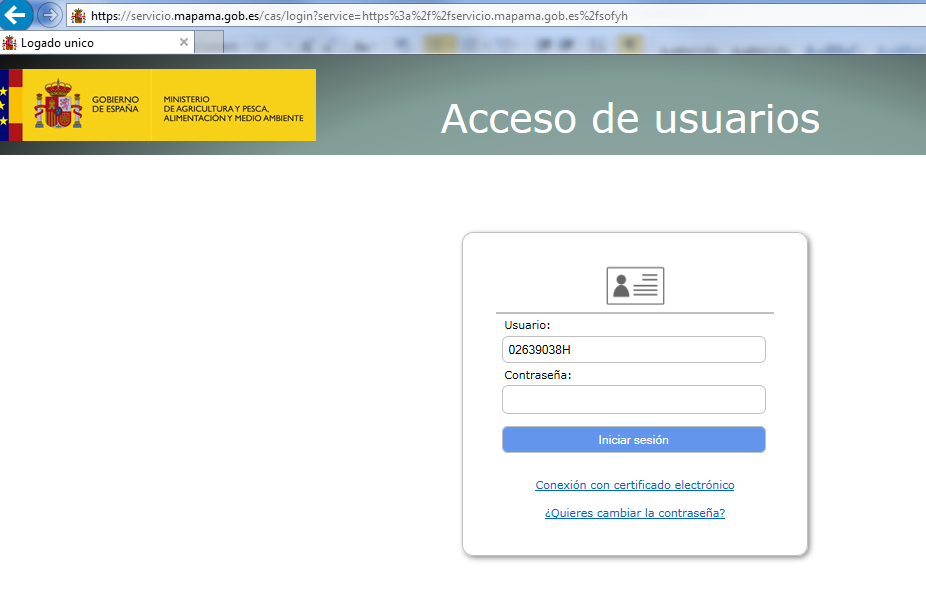 https://servicio.mapama.gob.es/cas/login?service=https%3a%2f%2fservicio.mapama.gob.es%2fsofyh
Logado unico
GOBIERNO
DE ESPAÑA
MINISTERIO
DE AGRICULTURA Y PESCA,
ALIMENTACIÓN Y MEDIO AMBIENTE
Acceso de usuarios
Usuario:
02639038H
Contraseña:
Iniciar sesión
Conexión con certificado electrónico
¿Quieres cambiar la contraseña?